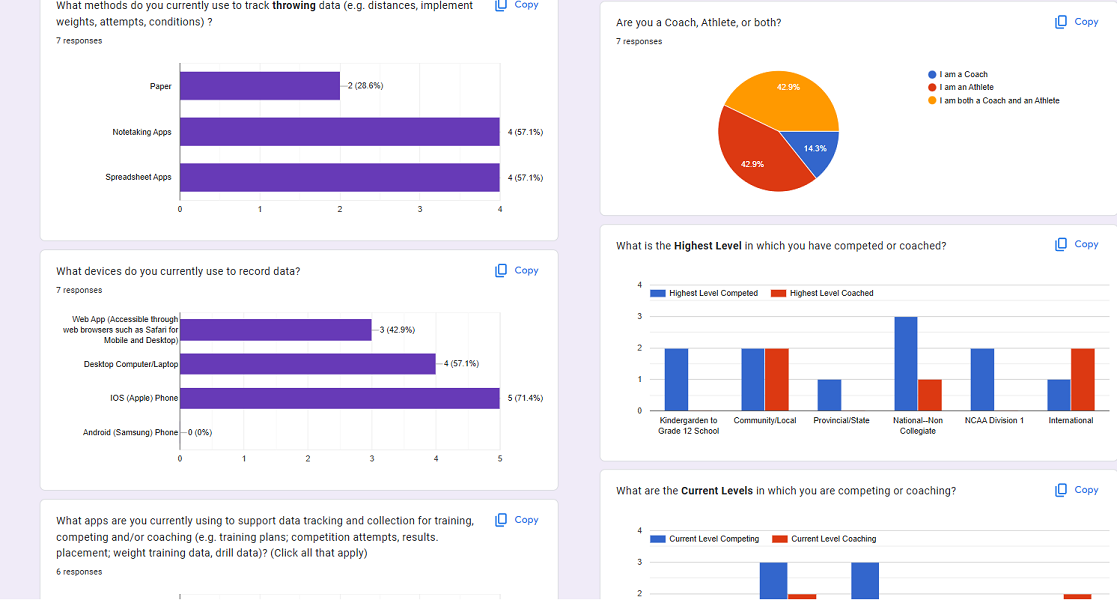 What methods do you currently use to track throwing data (e.g. distances, implement
weights, attempts, conditions) ?
Copy
7 responses
Paper
2 (28.6%)
Notetaking Apps
4 (57.1%)
Spreadsheet Apps
4 (57.1%)
0 1 2 3 4
What devices do you currently use to record data?
Copy
7 responses
Web App (Accessible through
web browsers such as Safari for
Mobile and Desktop)
3 (42.9%)
Desktop Computer/Laptop
4 (57.1%)
IOS (Apple) Phone
5 (71.4%)
Android (Samsung) Phone
0 (0%)
0 1 2 3 4 5
What apps are you currently using to support data tracking and collection for training,
competing and/or coaching (e.g. training plans; competition attempts, results.
placement; weight training data, drill data)? (Click all that apply)
Copy
6 responses
Are you a Coach, Athlete, or both?
Copy
7 responses
I am a Coach
I am an Athlete
I am both a Coach and an Athlete
42.9%
14.3%
42.9%
What is the Highest Level in which you have competed or coached?
Copy
Highest Level Competed
Highest Level Coached
4
3
2
1
0
Kindergarden to
Grade 12 School
Community/Local
Provincial/State
National--Non
Collegiate
NCAA Division 1
International
What are the Current Levels in which you are competing or coaching?
Copy
Current Level Competing
Current Level Coaching
4
3
2